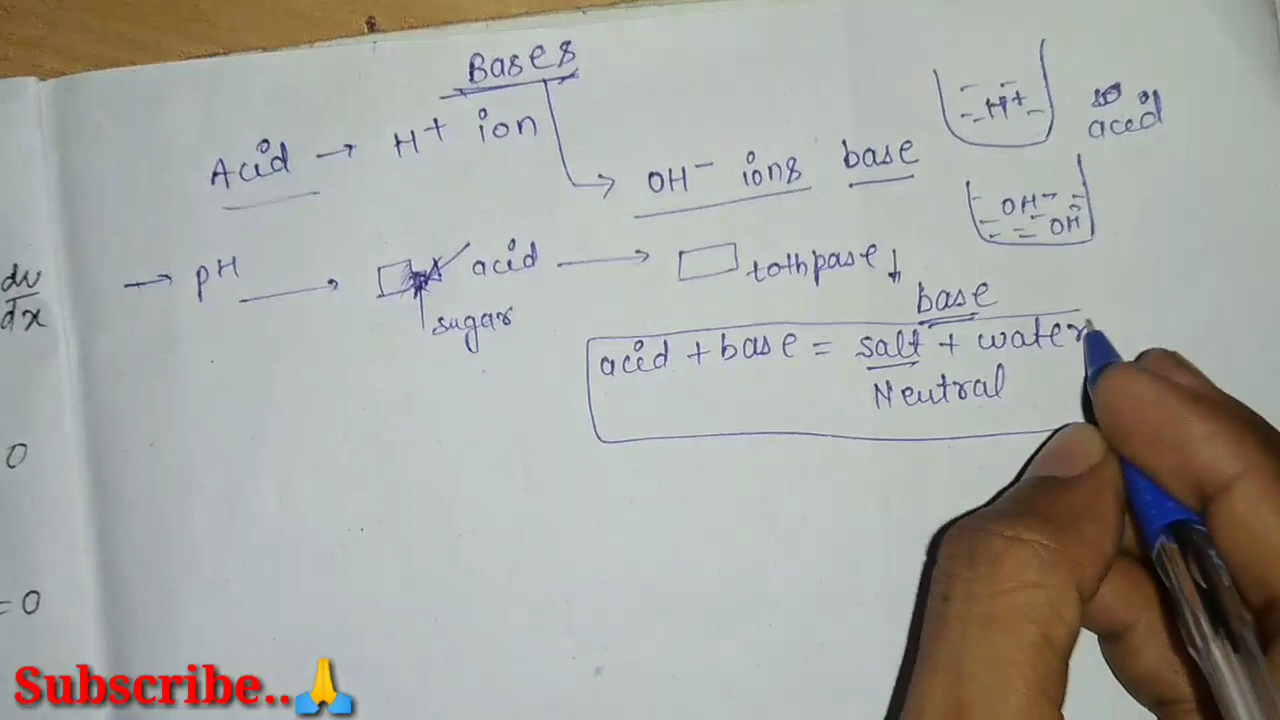 Bases
Acid → H+ ion
OH− ions base
- H+ -
acid
OH−
OH
du
dx
→ pH → acid → tothpase ↓
sugar
base
acid + base = salt + water
Neutral
0
= 0
Subscribe..🙏